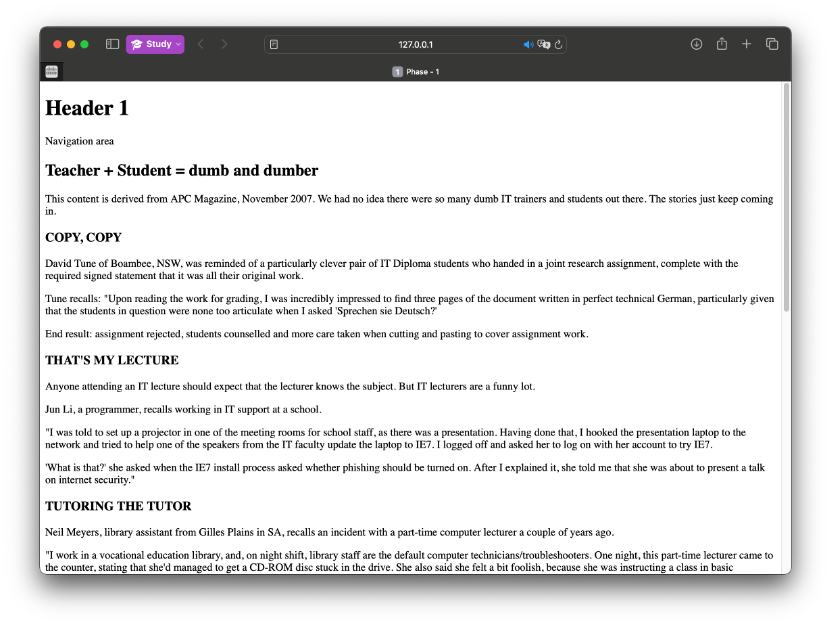 Study
127.0.0.1
1 Phase - 1
Header 1
Navigation area
Teacher + Student = dumb and dumber
This content is derived from APC Magazine, November 2007. We had no idea there were so many dumb IT trainers and students out there. The stories just keep coming
in.
COPY, COPY
David Tune of Boambee, NSW, was reminded of a particularly clever pair of IT Diploma students who handed in a joint research assignment, complete with the
required signed statement that it was all their original work.
Tune recalls: "Upon reading the work for grading, I was incredibly impressed to find three pages of the document written in perfect technical German, particularly given
that the students in question were none too articulate when I asked 'Sprechen sie Deutsch?'
End result: assignment rejected, students counselled and more care taken when cutting and pasting to cover assignment work.
THAT'S MY LECTURE
Anyone attending an IT lecture should expect that the lecturer knows the subject. But IT lecturers are a funny lot.
Jun Li, a programmer, recalls working in IT support at a school.
"I was told to set up a projector in one of the meeting rooms for school staff, as there was a presentation. Having done that, I hooked the presentation laptop to the
network and tried to help one of the speakers from the IT faculty update the laptop to IE7. I logged off and asked her to log on with her account to try IE7.
'What is that?' she asked when the IE7 install process asked whether phishing should be turned on. After I explained it, she told me that she was about to present a talk
on internet security."
TUTORING THE TUTOR
Neil Meyers, library assistant from Gilles Plains in SA, recalls an incident with a part-time computer lecturer a couple of years ago.
"I work in a vocational education library, and, on night shift, library staff are the default computer technicians/troubleshooters. One night, this part-time lecturer came to
the counter, stating that she'd managed to get a CD-ROM disc stuck in the drive. She also said she felt a bit foolish, because she was instructing a class in basic